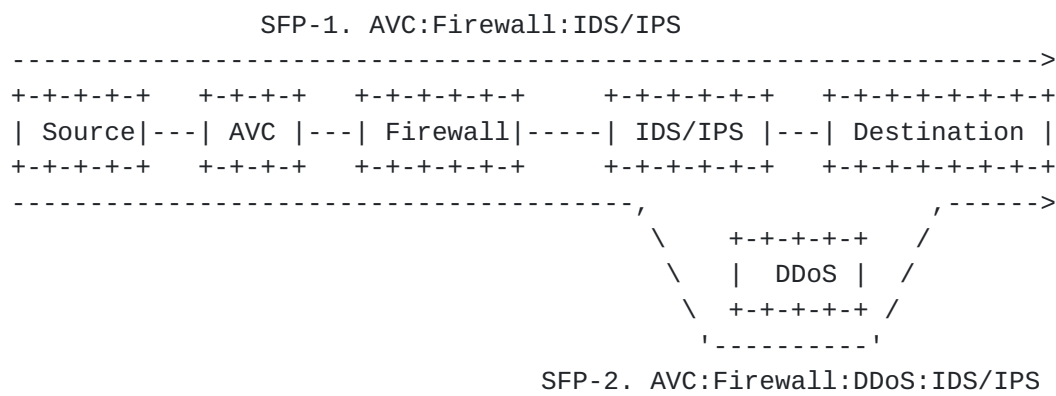 SFP-1. AVC:Firewall:IDS/IPS
--------------------------------------------------------------------->
+-+-+-+-+   +-+-+-+   +-+-+-+-+-+     +-+-+-+-+-+   +-+-+-+-+-+-+-+
| Source|---| AVC |---| Firewall|-----| IDS/IPS |---| Destination |
+-+-+-+-+   +-+-+-+   +-+-+-+-+-+     +-+-+-+-+-+   +-+-+-+-+-+-+-+
-----------------------------------------,                  ,------>
\    +-+-+-+-+   /
\   |  DDoS |  /
\  +-+-+-+-+ /
'----------'
SFP-2. AVC:Firewall:DDoS:IDS/IPS